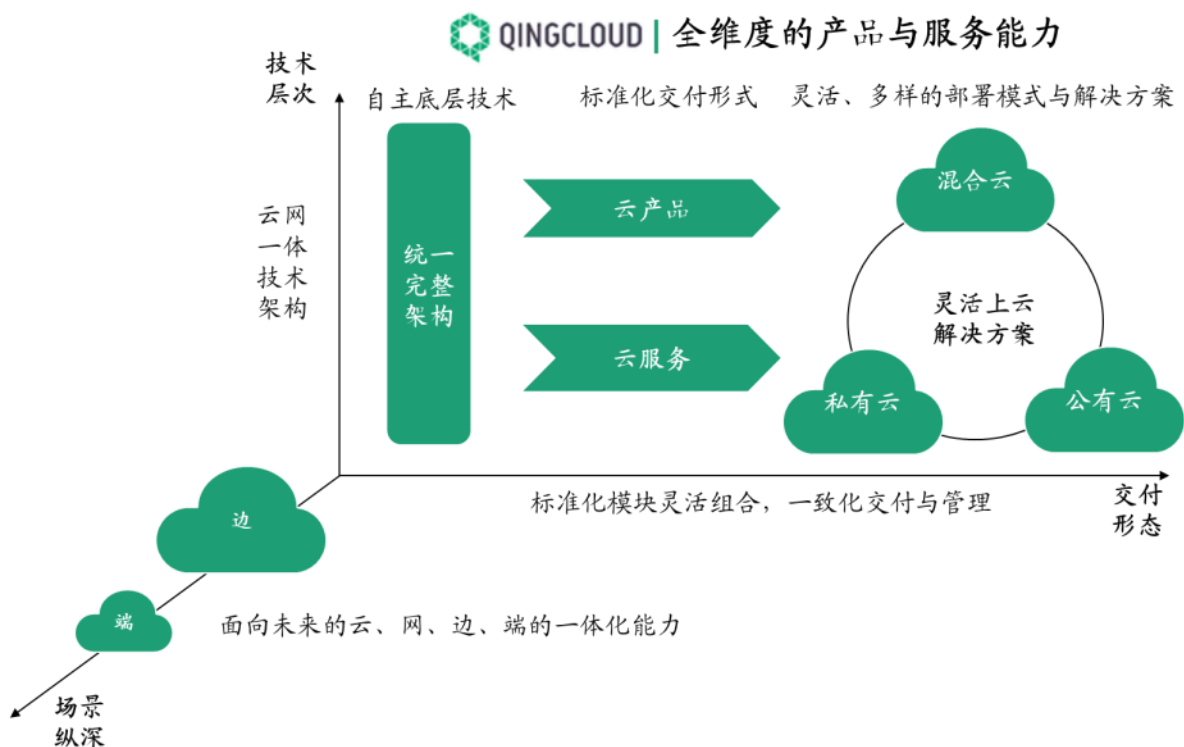 QINGCLOUD | 全维度的产品与服务能力
技术
层次
自主底层技术
标准化交付形式
灵活、多样的部署模式与解决方案
云网
一体
技术
架构
统一
完整
架构
云产品
云服务
混合云
灵活上云
解决方案
私有云
公有云
标准化模块灵活组合，一致化交付与管理
交付
形态
边
端
面向未来的云、网、边、端的一体化能力
场景
纵深